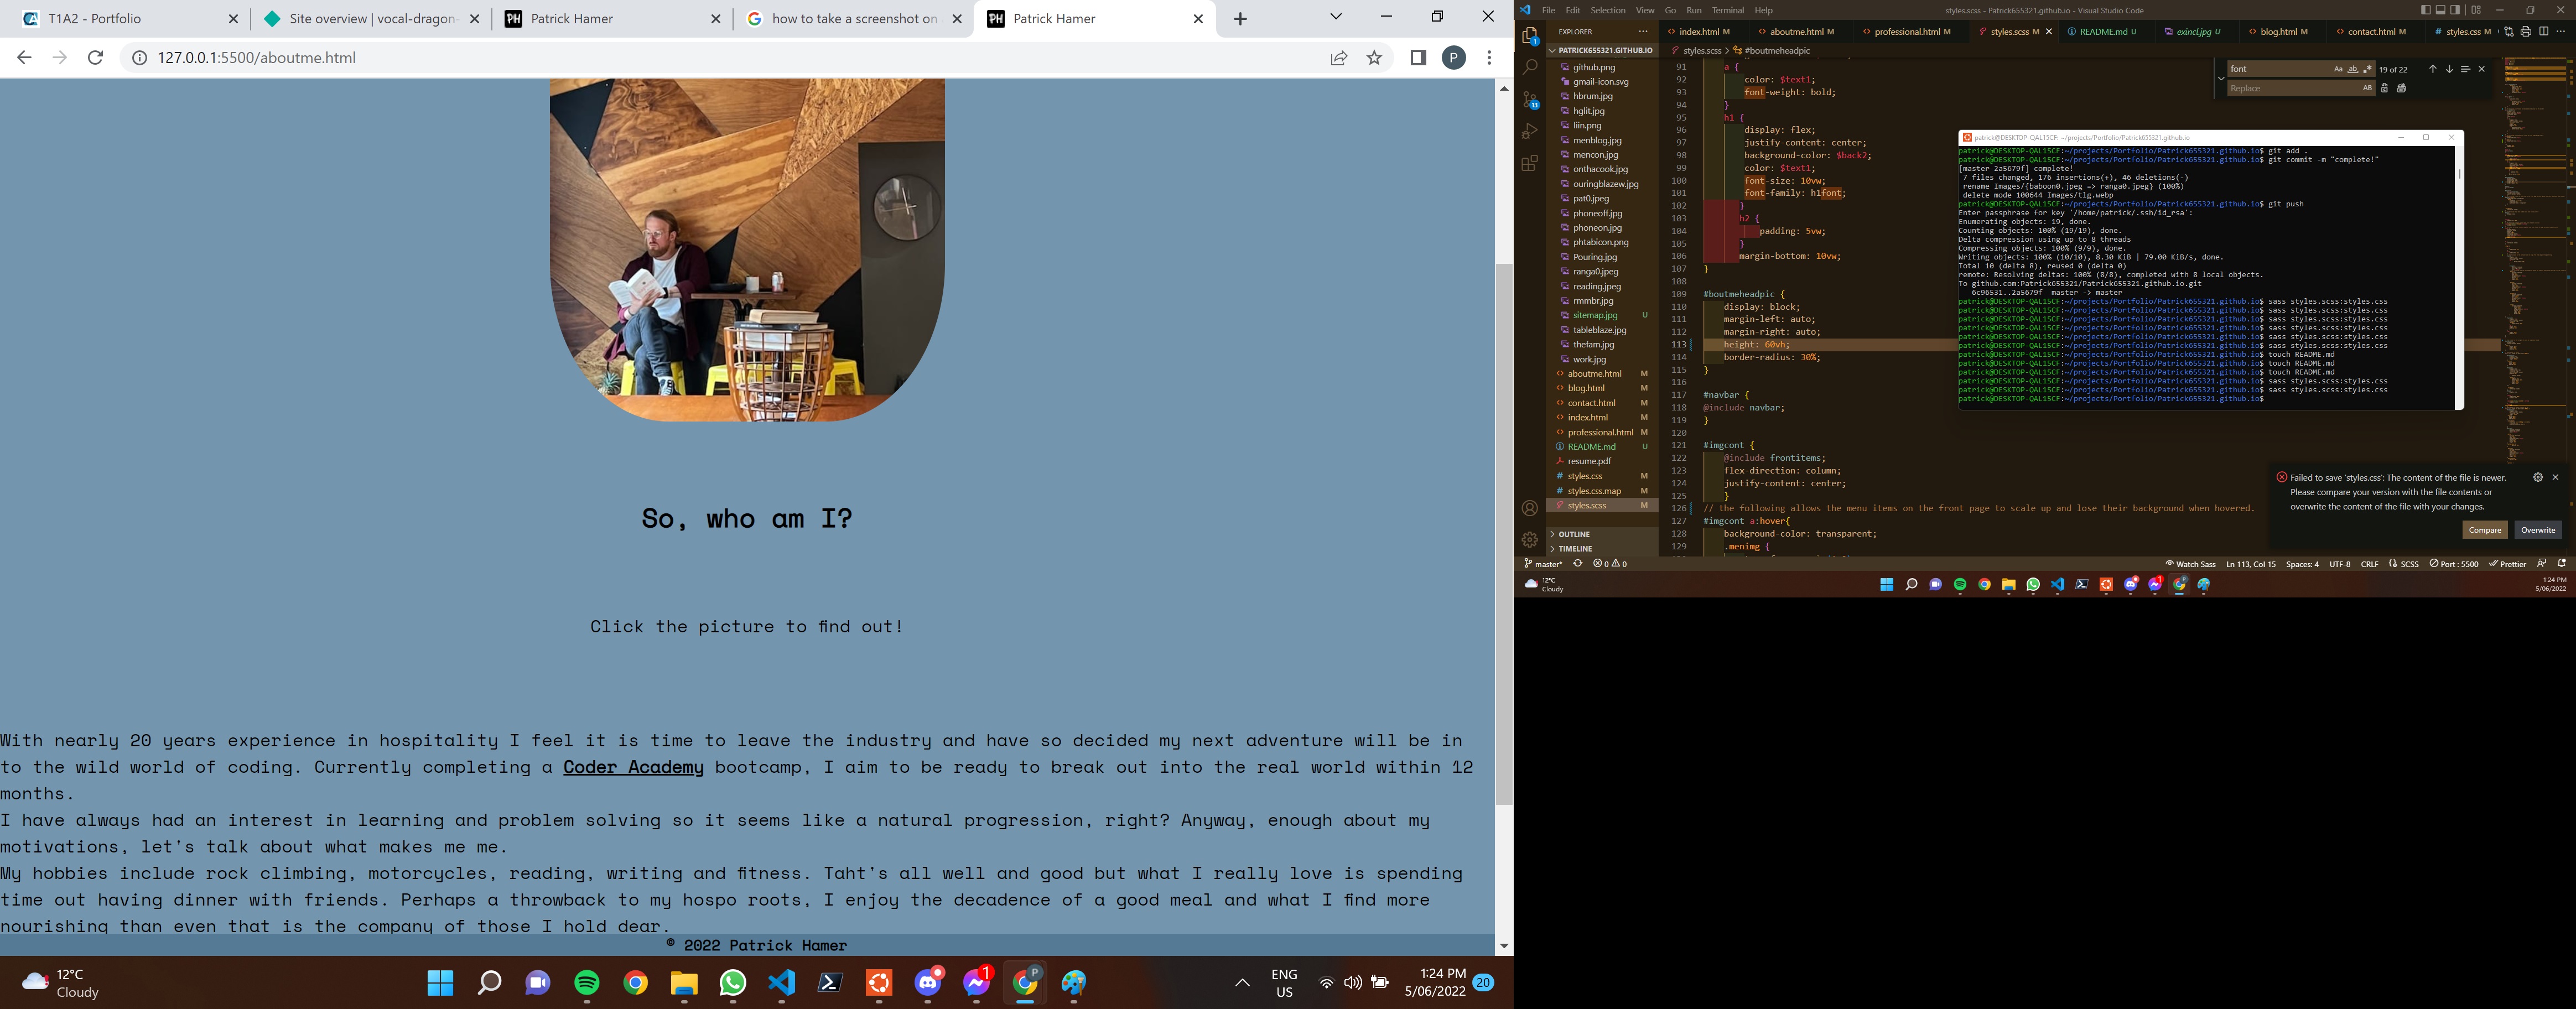 T1A2 - Portfolio
Site overview | vocal-dragon-
Patrick Hamer
how to take a screenshot on
Patrick Hamer
127.0.0.1:5500/aboutme.html
P
So, who am I?
Click the picture to find out!
With nearly 20 years experience in hospitality I feel it is time to leave the industry and have so decided my next adventure will be in
to the wild world of coding. Currently completing a Coder Academy bootcamp, I aim to be ready to break out into the real world within 12
months.
I have always had an interest in learning and problem solving so it seems like a natural progression, right? Anyway, enough about my
motivations, let's talk about what makes me me.
My hobbies include rock climbing, motorcycles, reading, writing and fitness. Taht's all well and good but what I really love is spending
time out having dinner with friends. Perhaps a throwback to my hospo roots, I enjoy the decadence of a good meal and what I find more
nourishing than even that is the company of those I hold dear.
© 2022 Patrick Hamer
12°C
Cloudy
ENG
US
1:24 PM
5/06/2022
20
File Edit Selection View Go Run Terminal Help
styles.scss - Patrick655321.github.io - Visual Studio Code
EXPLORER
index.html M
aboutme.html M
professional.html M
styles.scss M
README.md U
exincl.jpg U
blog.html M
contact.html M
styles.css M
PATRICK655321.GITHUB.IO
styles.scss > #boutmeheadpic
github.png
gmail-icon.svg
hbrum.jpg
hglit.jpg
liin.png
menblog.jpg
mencon.jpg
onthacook.jpg
ouringblazew.jpg
pat0.jpeg
phoneoff.jpg
phoneon.jpg
phtabicon.png
Pouring.jpg
ranga0.jpeg
reading.jpeg
rmmbr.jpg
sitemap.jpg U
tableblaze.jpg
thefam.jpg
work.jpg
aboutme.html M
blog.html M
contact.html M
index.html M
professional.html M
README.md U
resume.pdf
styles.css M
styles.css.map M
styles.scss M
OUTLINE
TIMELINE
91 a {
92 color: $text1;
93 font-weight: bold;
94 }
95 h1 {
96 display: flex;
97 justify-content: center;
98 background-color: $back2;
99 color: $text1;
100 font-size: 10vw;
101 font-family: h1font;
102 }
103 h2 {
104 padding: 5vw;
105 }
106 margin-bottom: 10vw;
107 }
108
109 #boutmeheadpic {
110 display: block;
111 margin-left: auto;
112 margin-right: auto;
113 height: 60vh;
114 border-radius: 30%;
115 }
116
117 #navbar {
118 @include navbar;
119 }
120
121 #imgcont {
122 @include frontitems;
123 flex-direction: column;
124 justify-content: center;
125 }
126 // the following allows the menu items on the front page to scale up and lose their background when hovered.
127 #imgcont a:hover{
128 background-color: transparent;
129 .menimg {
font
19 of 22
Replace
patrick@DESKTOP-QAL15CF: ~/projects/Portfolio/Patrick655321.github.io
patrick@DESKTOP-QAL15CF:~/projects/Portfolio/Patrick655321.github.io$ git add .
patrick@DESKTOP-QAL15CF:~/projects/Portfolio/Patrick655321.github.io$ git commit -m "complete!"
[master 2a5679f] complete!
7 files changed, 176 insertions(+), 46 deletions(-)
rename Images/{baboon0.jpeg => ranga0.jpeg} (100%)
delete mode 100644 Images/tlg.webp
patrick@DESKTOP-QAL15CF:~/projects/Portfolio/Patrick655321.github.io$ git push
Enter passphrase for key '/home/patrick/.ssh/id_rsa':
Enumerating objects: 19, done.
Counting objects: 100% (19/19), done.
Delta compression using up to 8 threads
Compressing objects: 100% (9/9), done.
Writing objects: 100% (10/10), 8.30 KiB | 79.00 KiB/s, done.
Total 10 (delta 8), reused 0 (delta 0)
remote: Resolving deltas: 100% (8/8), completed with 8 local objects.
To github.com:Patrick655321/Patrick655321.github.io.git
6c96531..2a5679f master -> master
patrick@DESKTOP-QAL15CF:~/projects/Portfolio/Patrick655321.github.io$ sass styles.scss:styles.css
patrick@DESKTOP-QAL15CF:~/projects/Portfolio/Patrick655321.github.io$ sass styles.scss:styles.css
patrick@DESKTOP-QAL15CF:~/projects/Portfolio/Patrick655321.github.io$ sass styles.scss:styles.css
patrick@DESKTOP-QAL15CF:~/projects/Portfolio/Patrick655321.github.io$ sass styles.scss:styles.css
patrick@DESKTOP-QAL15CF:~/projects/Portfolio/Patrick655321.github.io$ sass styles.scss:styles.css
patrick@DESKTOP-QAL15CF:~/projects/Portfolio/Patrick655321.github.io$ sass styles.scss:styles.css
patrick@DESKTOP-QAL15CF:~/projects/Portfolio/Patrick655321.github.io$ touch README.md
patrick@DESKTOP-QAL15CF:~/projects/Portfolio/Patrick655321.github.io$ touch README.md
patrick@DESKTOP-QAL15CF:~/projects/Portfolio/Patrick655321.github.io$ touch README.md
patrick@DESKTOP-QAL15CF:~/projects/Portfolio/Patrick655321.github.io$ sass styles.scss:styles.css
patrick@DESKTOP-QAL15CF:~/projects/Portfolio/Patrick655321.github.io$ sass styles.scss:styles.css
patrick@DESKTOP-QAL15CF:~/projects/Portfolio/Patrick655321.github.io$
Failed to save 'styles.css': The content of the file is newer.
Please compare your version with the file contents or
overwrite the content of the file with your changes.
Compare
Overwrite
master*
0 0
Watch Sass Ln 113, Col 15 Spaces: 4 UTF-8 CRLF SCSS Port : 5500 Prettier
12°C
Cloudy
1:24 PM
5/06/2022